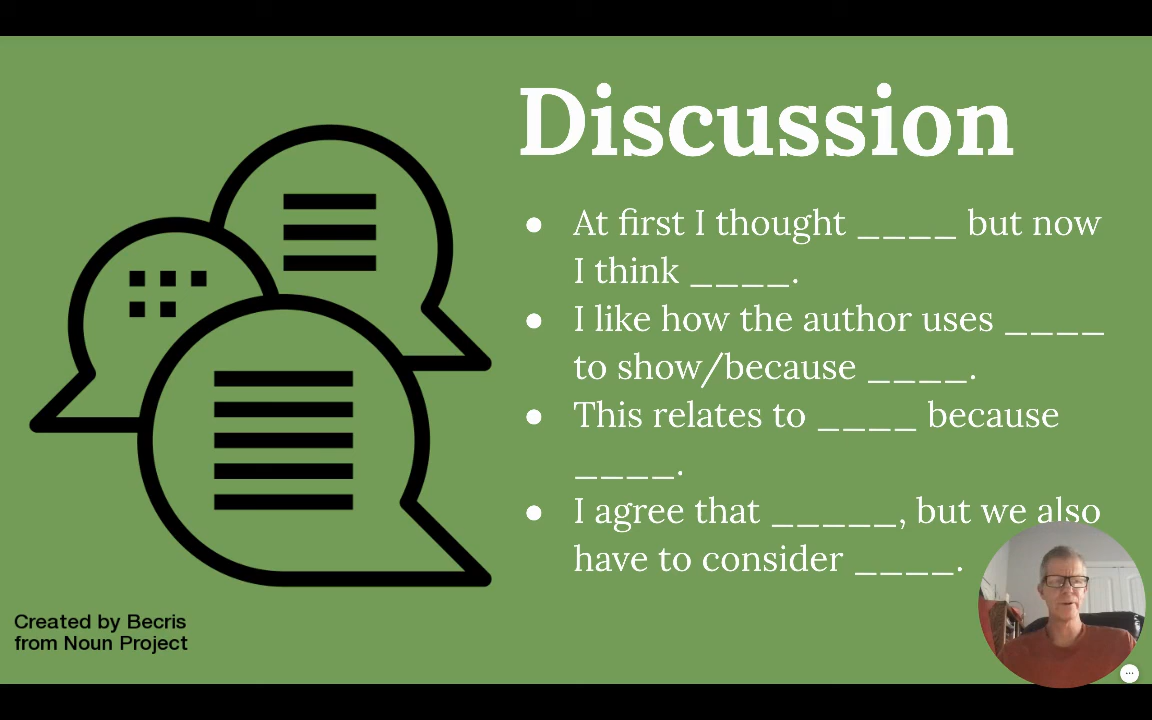 Discussion
● At first I thought ____ but now
I think ____.
● I like how the author uses ____
to show/because ____.
● This relates to ____ because
____.
● I agree that _____, but we also
have to consider ____.
Created by Becris
from Noun Project